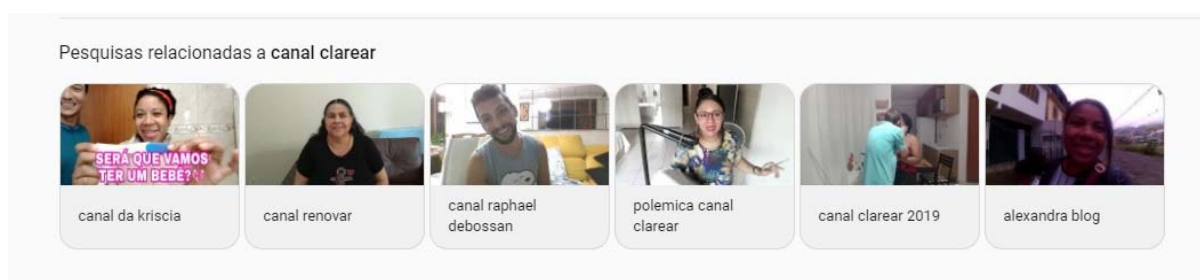 Pesquisas relacionadas a canal clarear
SERÁ QUE VAMOS
TER UM BEBÊ?
canal da kriscia
canal renovar
canal raphael
debossan
polemica canal
clarear
canal clarear 2019
alexandra blog